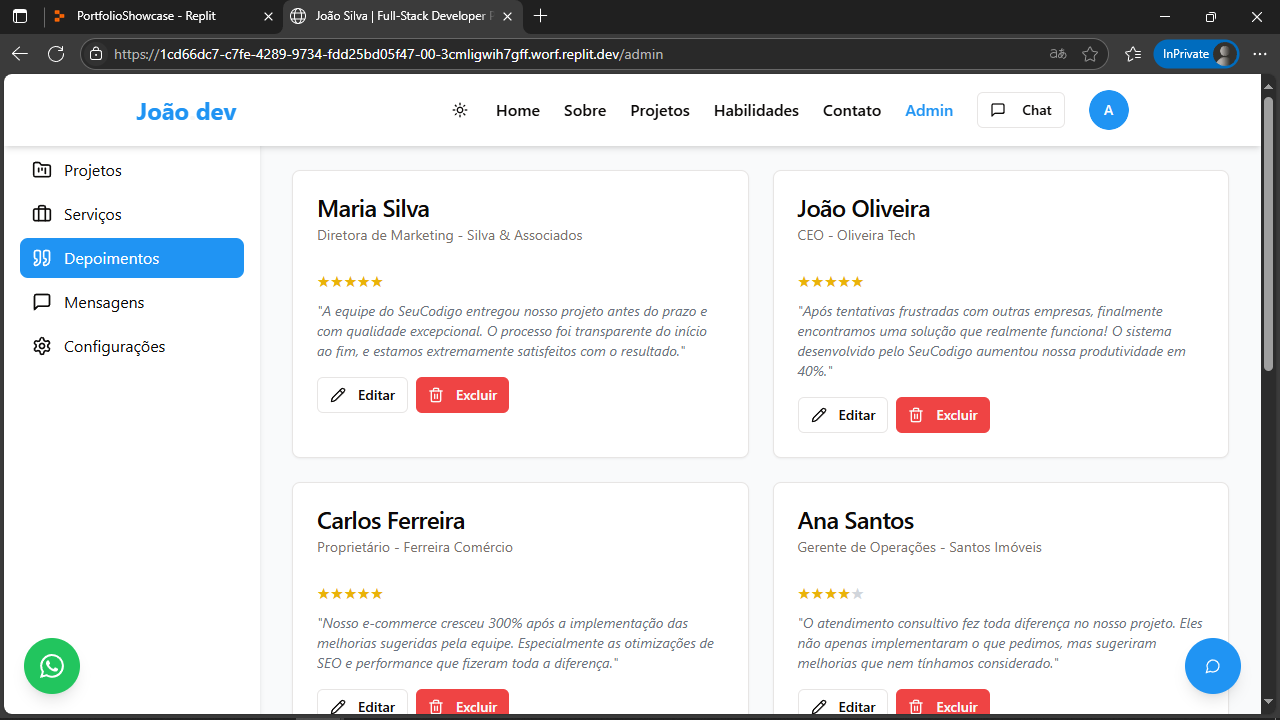 PortfolioShowcase - Replit
João Silva | Full-Stack Developer
https://1cd66dc7-c7fe-4289-9734-fdd25bd05f47-00-3cmligwih7gff.worf.replit.dev/admin
InPrivate
João dev
Home Sobre Projetos Habilidades Contato Admin Chat A
Projetos
Serviços
Depoimentos
Mensagens
Configurações
Maria Silva
Diretora de Marketing - Silva & Associados
★★★★★
"A equipe do SeuCodigo entregou nosso projeto antes do prazo e
com qualidade excepcional. O processo foi transparente do início
ao fim, e estamos extremamente satisfeitos com o resultado."
Editar Excluir
João Oliveira
CEO - Oliveira Tech
★★★★★
"Após tentativas frustradas com outras empresas, finalmente
encontramos uma solução que realmente funciona! O sistema
desenvolvido pelo SeuCodigo aumentou nossa produtividade em
40%."
Editar Excluir
Carlos Ferreira
Proprietário - Ferreira Comércio
★★★★★
"Nosso e-commerce cresceu 300% após a implementação das
melhorias sugeridas pela equipe. Especialmente as otimizações de
SEO e performance que fizeram toda a diferença."
Editar Excluir
Ana Santos
Gerente de Operações - Santos Imóveis
★★★★★
"O atendimento consultivo fez toda diferença no nosso projeto. Eles
não apenas implementaram o que pedimos, mas sugeriram
melhorias que nem tínhamos considerado."
Editar Excluir